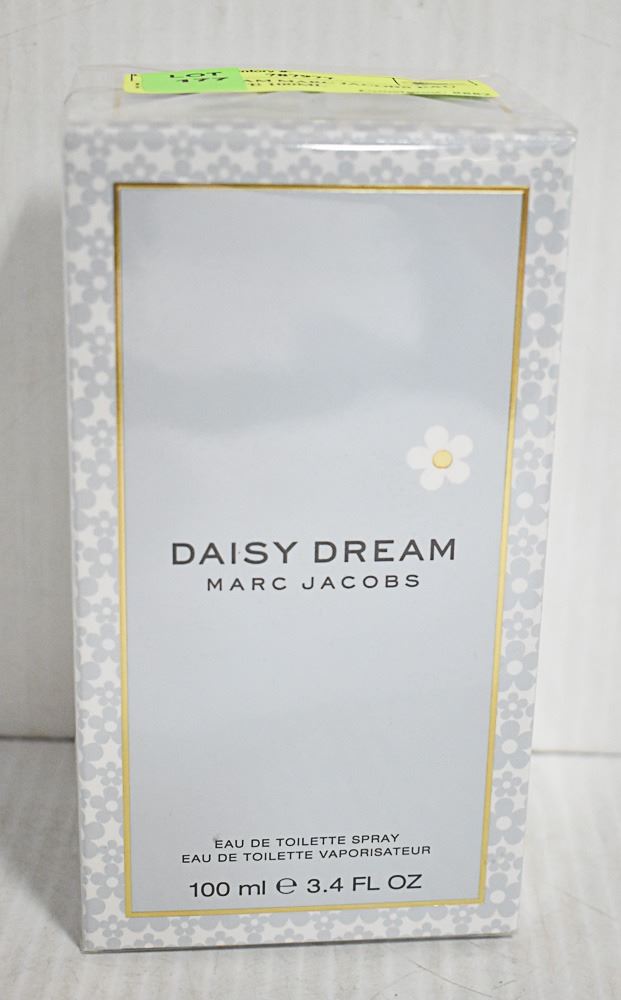 LOT
177
DAISY DREAM
MARC JACOBS
EAU DE TOILETTE SPRAY
EAU DE TOILETTE VAPORISATEUR
100 ml e 3.4 FL OZ